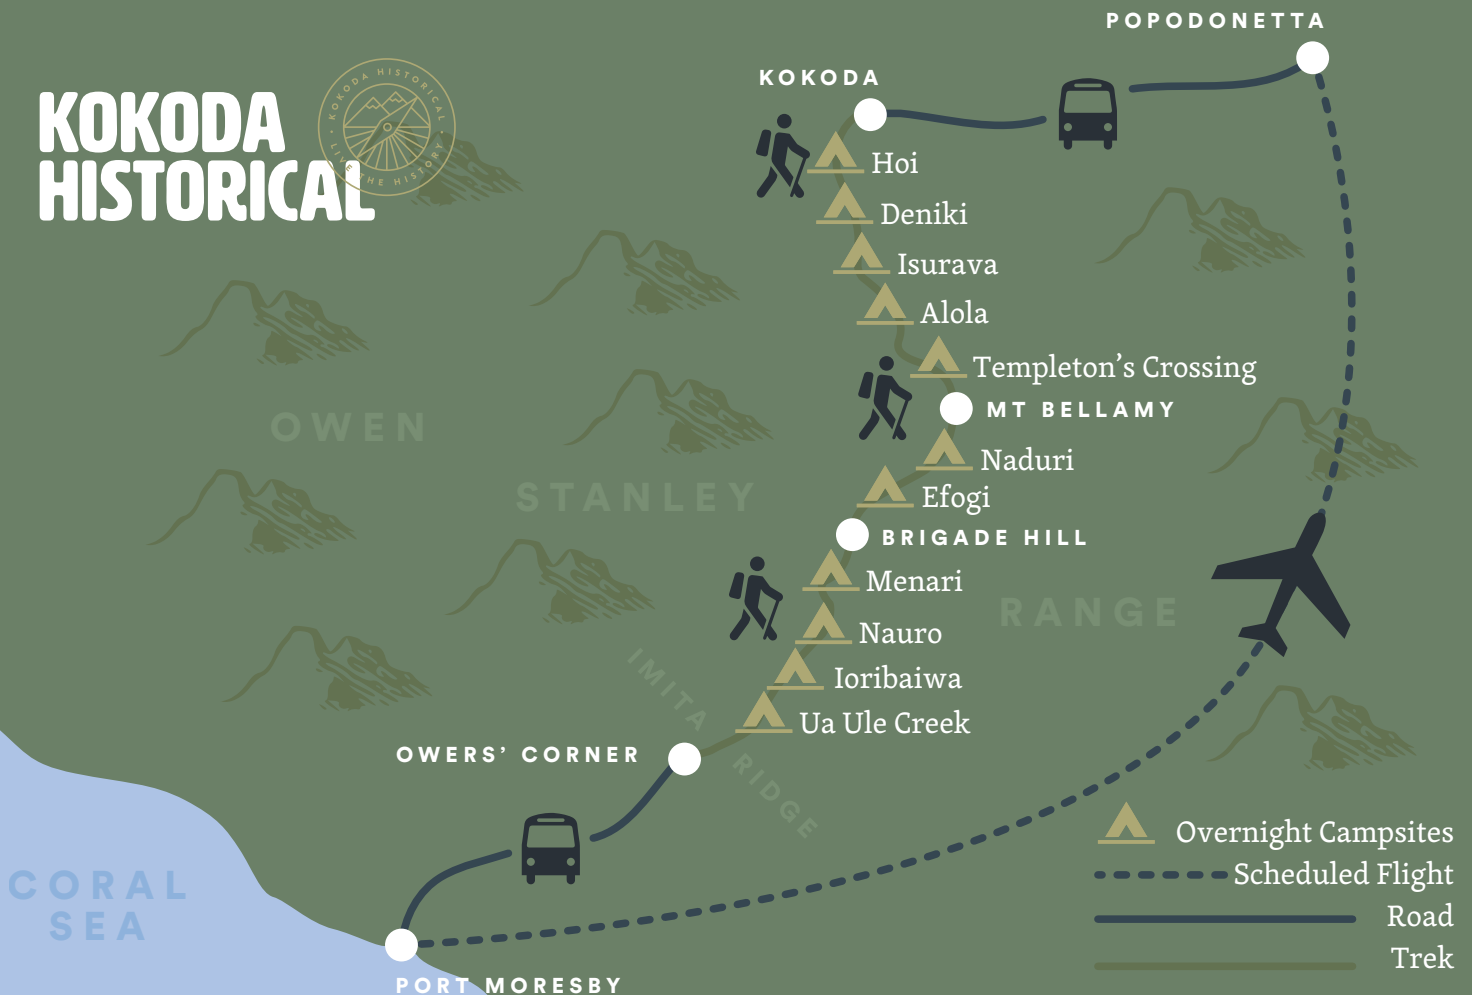 POPODONETTA
KOKODA
KOKODA
HISTORICAL
KOKODA HISTORICAL
LIVE THE HISTORY
Hoi
Deniki
Isurava
Alola
Templeton’s Crossing
MT BELLAMY
OWEN
Naduri
STANLEY
Efogi
BRIGADE HILL
Menari
RANGE
Nauro
Ioribaiwa
IMITA
Ua Ule Creek
OWERS’ CORNER
RIDGE
Overnight Campsites
CORAL
SEA
Scheduled Flight
Road
Trek
PORT MORESBY